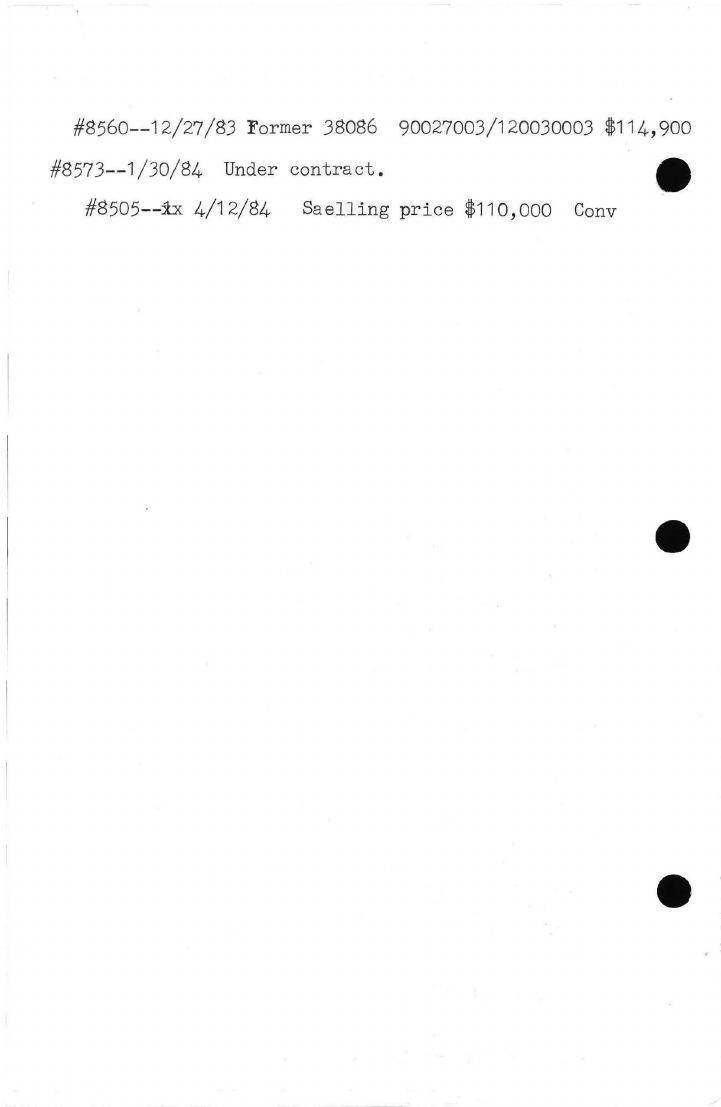 #8560--12/27/83 Former 38086 90027003/120030003 $114,900
#8573--1/30/84 Under contract.
#8505--ix 4/12/84 Saelling price $110,000 Conv